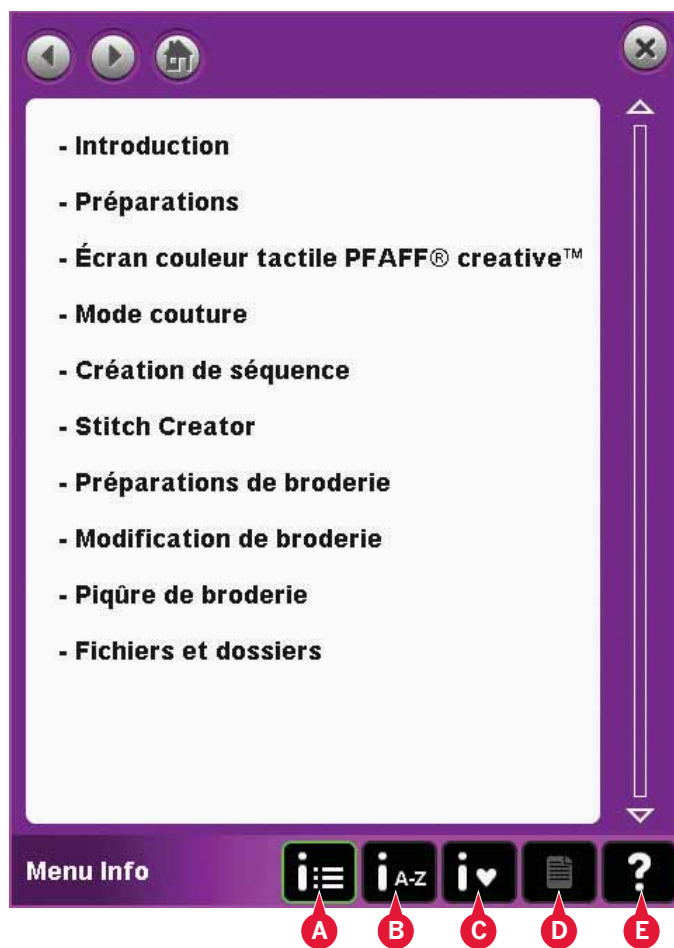 - Introduction
- Préparations
- Écran couleur tactile PFAFF® creative™
- Mode couture
- Création de séquence
- Stitch Creator
- Préparations de broderie
- Modification de broderie
- Piqûre de broderie
- Fichiers et dossiers
Menu Info i i A-Z i ?
A B C D E